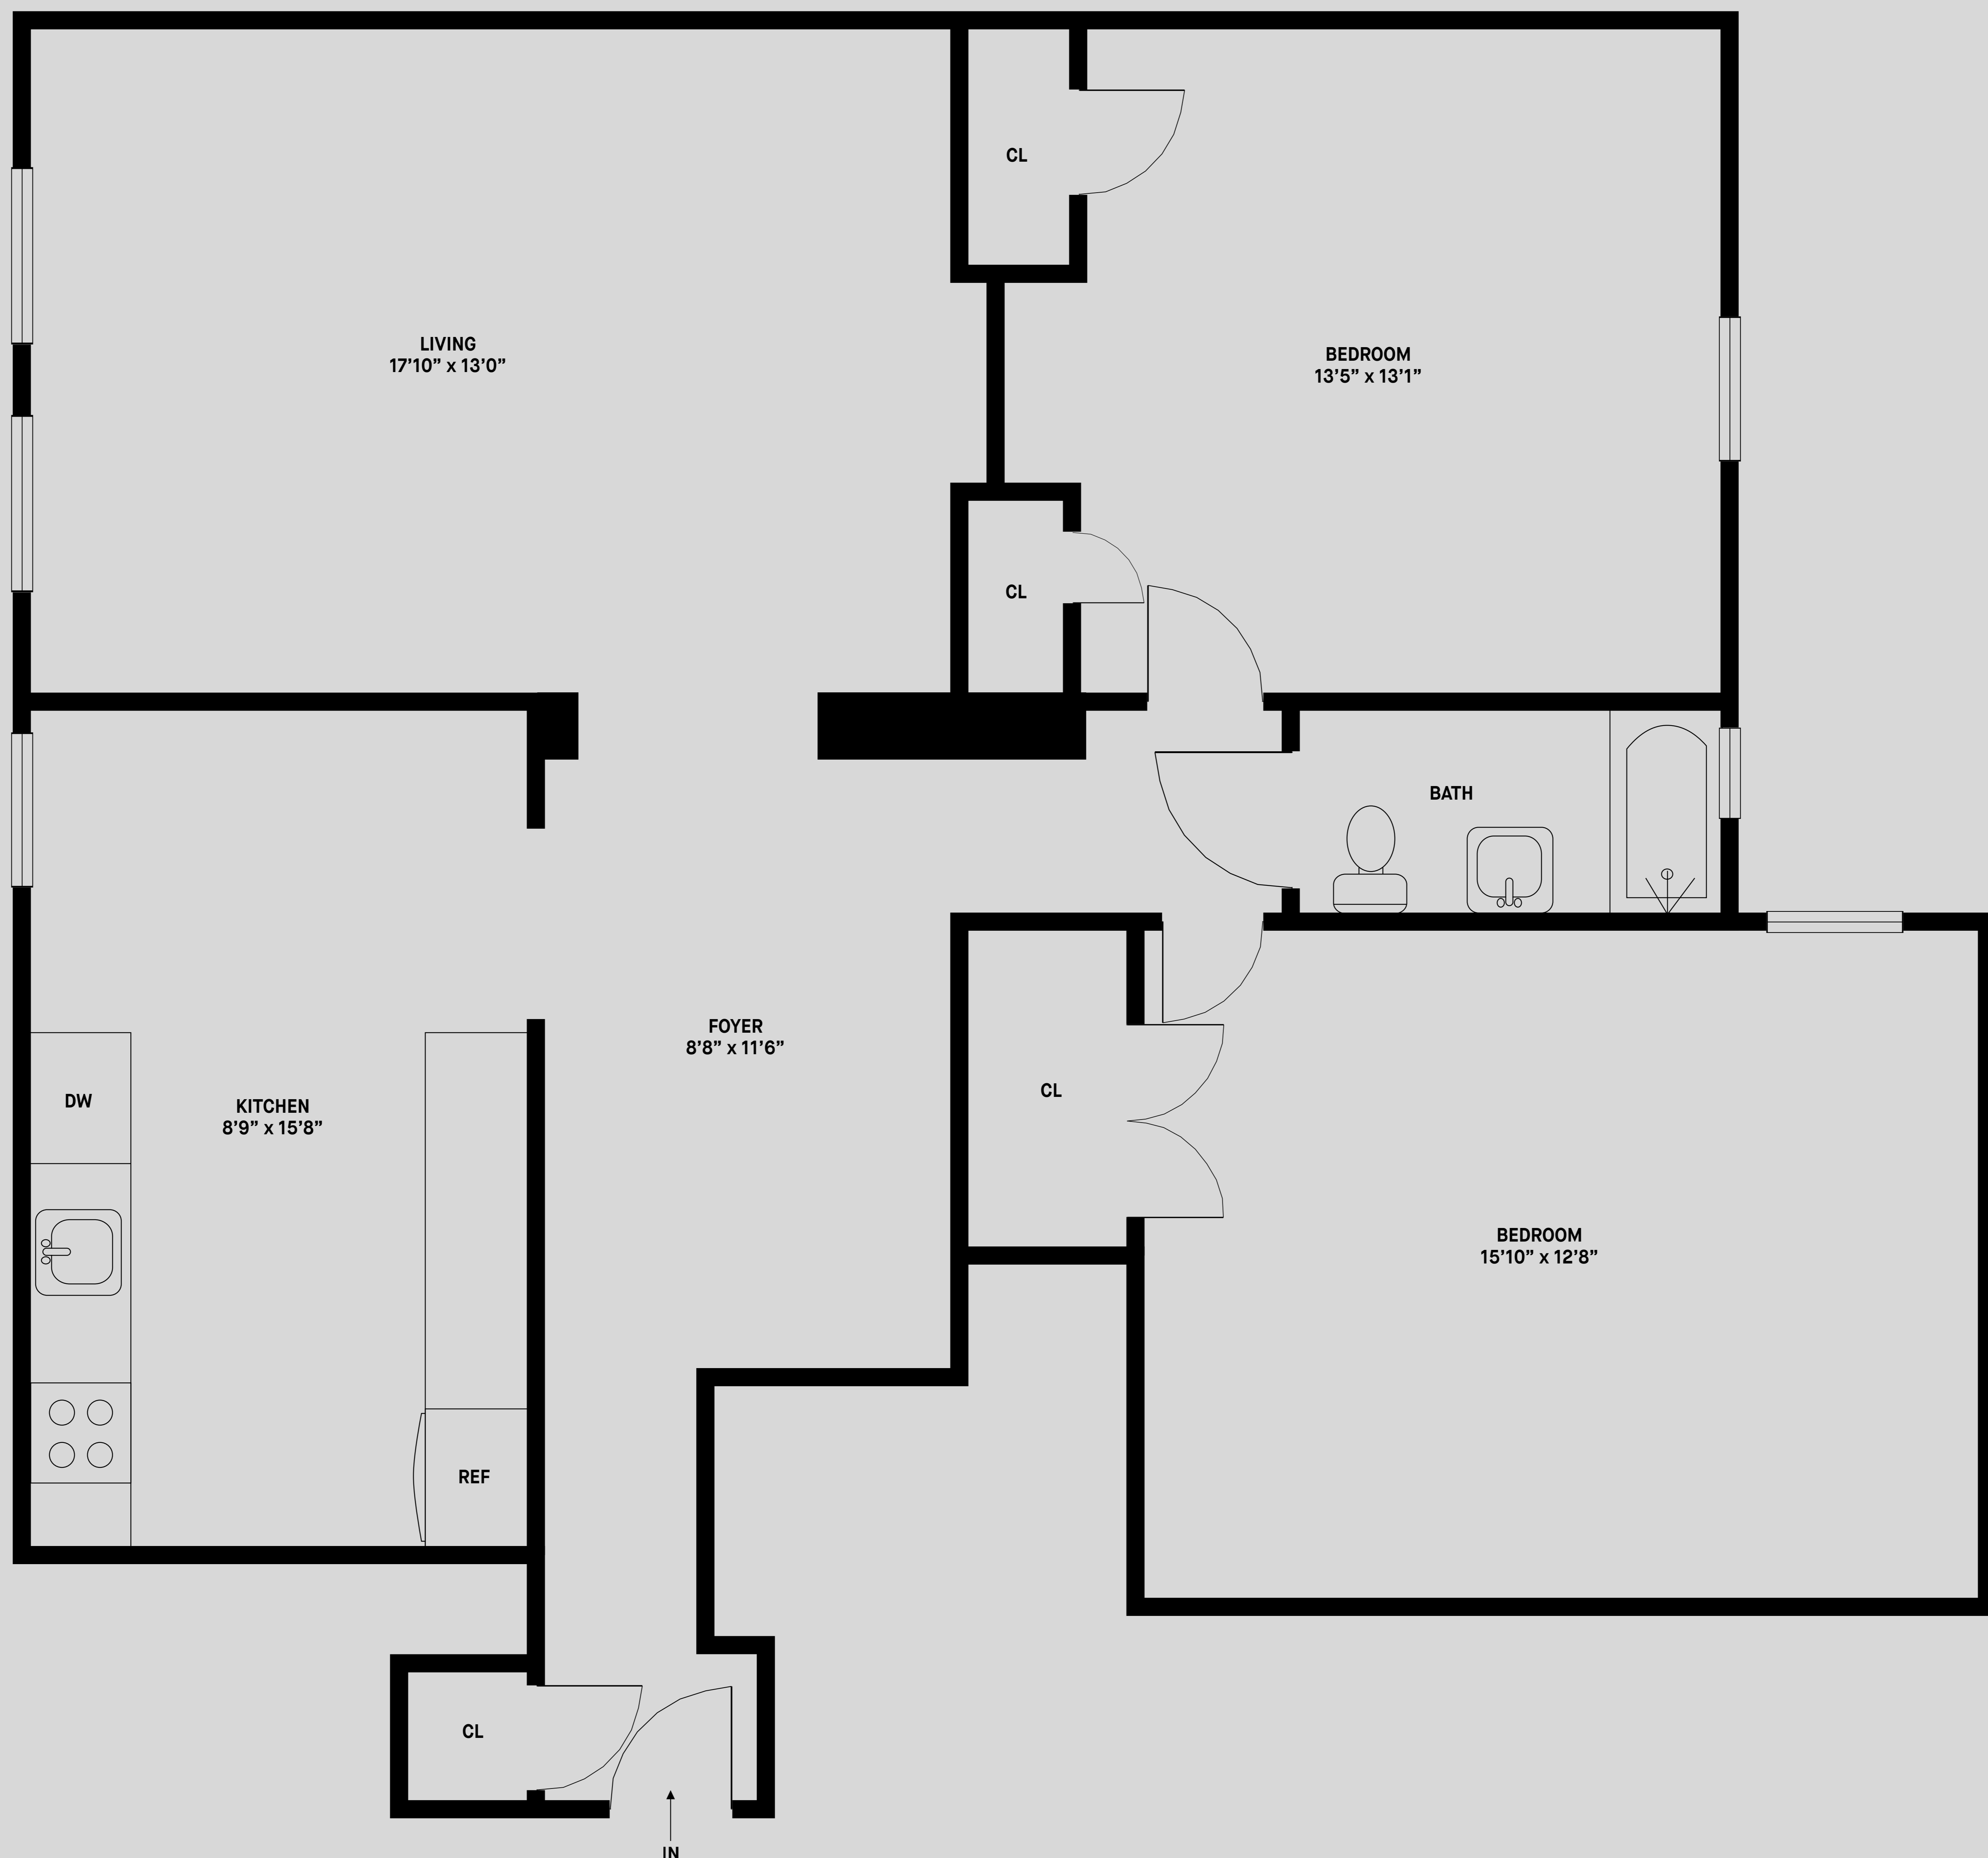 CL
LIVING
17’10” x 13’0”
BEDROOM
13’5” x 13’1”
CL
BATH
FOYER
8’8” x 11’6”
CL
DW
KITCHEN
8’9” x 15’8”
BEDROOM
15’10” x 12’8”
REF
CL
IN